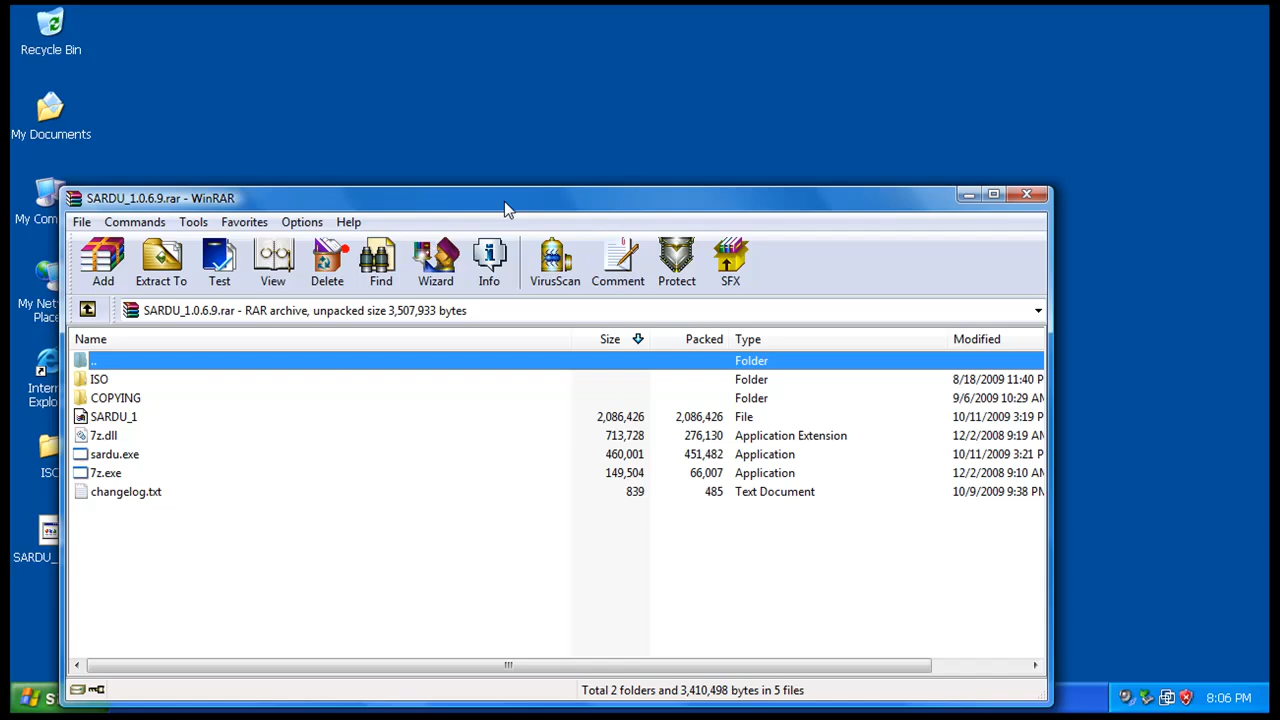 Recycle Bin
My Documents
My Com
My Net
Place
Intern
Explo
ISO
SARDU_
SARDU_1.0.6.9.rar - WinRAR
File Commands Tools Favorites Options Help
Add Extract To Test View Delete Find Wizard Info VirusScan Comment Protect SFX
SARDU_1.0.6.9.rar - RAR archive, unpacked size 3,507,933 bytes
Name Size Packed Type Modified
.. Folder
ISO Folder 8/18/2009 11:40 P
COPYING Folder 9/6/2009 10:29 AM
SARDU_1 2,086,426 2,086,426 File 10/11/2009 3:19 P
7z.dll 713,728 276,130 Application Extension 12/2/2008 9:19 AM
sardu.exe 460,001 451,482 Application 10/11/2009 3:21 P
7z.exe 149,504 66,007 Application 12/2/2008 9:10 AM
changelog.txt 839 485 Text Document 10/9/2009 9:38 PM
Total 2 folders and 3,410,498 bytes in 5 files
8:06 PM